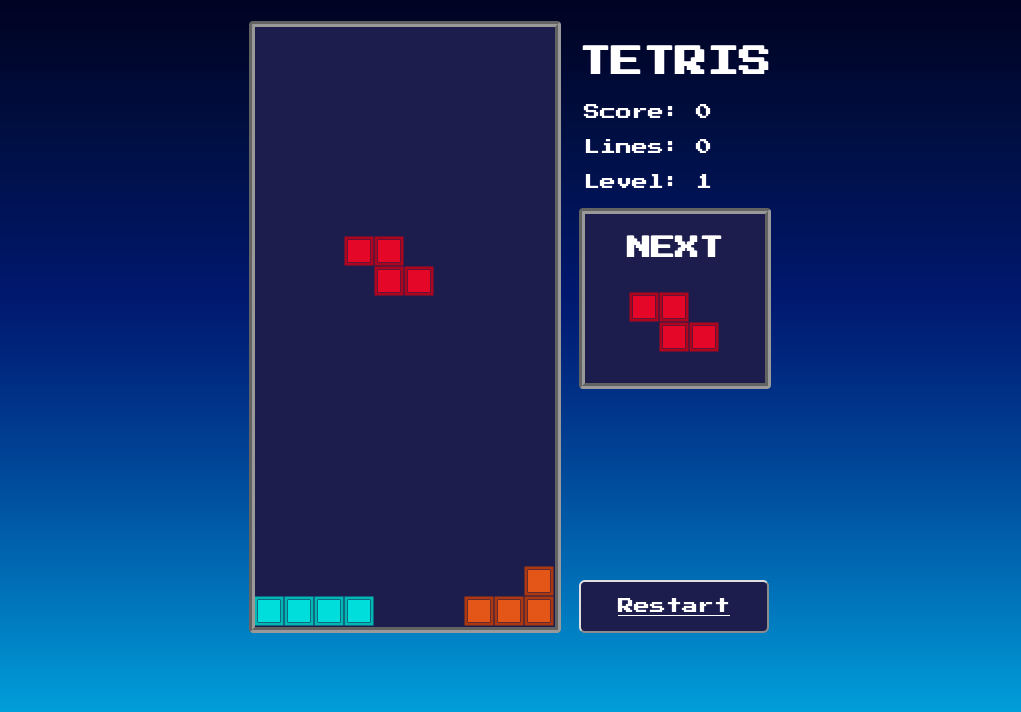 TETRIS
Score: 0
Lines: 0
Level: 1
NEXT
Restart